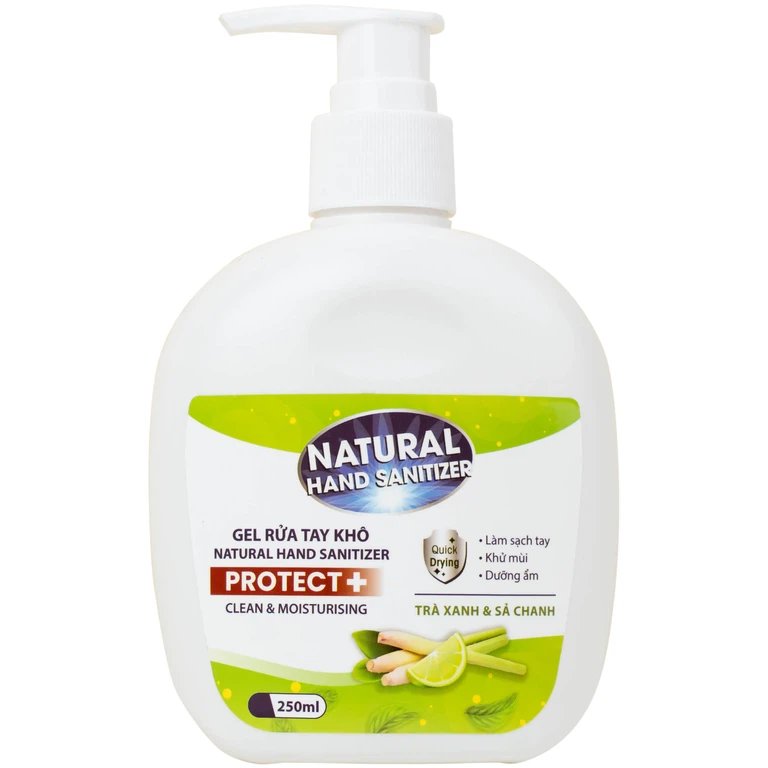 NATURAL
HAND SANITIZER
GEL RỬA TAY KHÔ
NATURAL HAND SANITIZER
PROTECT+
CLEAN & MOISTURISING
Quick
Drying
• Làm sạch tay
• Khử mùi
• Dưỡng ẩm
TRÀ XANH & SẢ CHANH
250ml